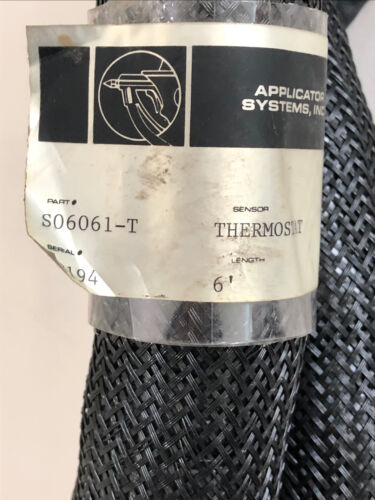 APPLICATOR
SYSTEMS, INC
PART#
S06061-T
SENSOR
THERMOSTAT
SERIAL#
194
LENGTH
6'